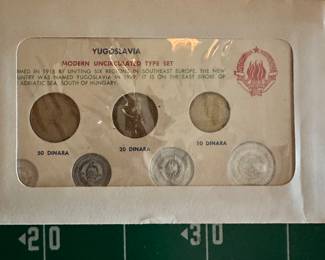 YUGOSLAVIA
MODERN UNCIRCULATED TYPE SET
RMED IN 1918 BY UNITING SIX REGIONS IN SOUTHEAST EUROPE. THE NEW
NTRY WAS NAMED YUGOSLAVIA IN 1929. IT IS ON THE EAST SHORE OF
ADRIATIC SEA, SOUTH OF HUNGARY.
50 DINARA
20 DINARA
10 DINARA
20
30